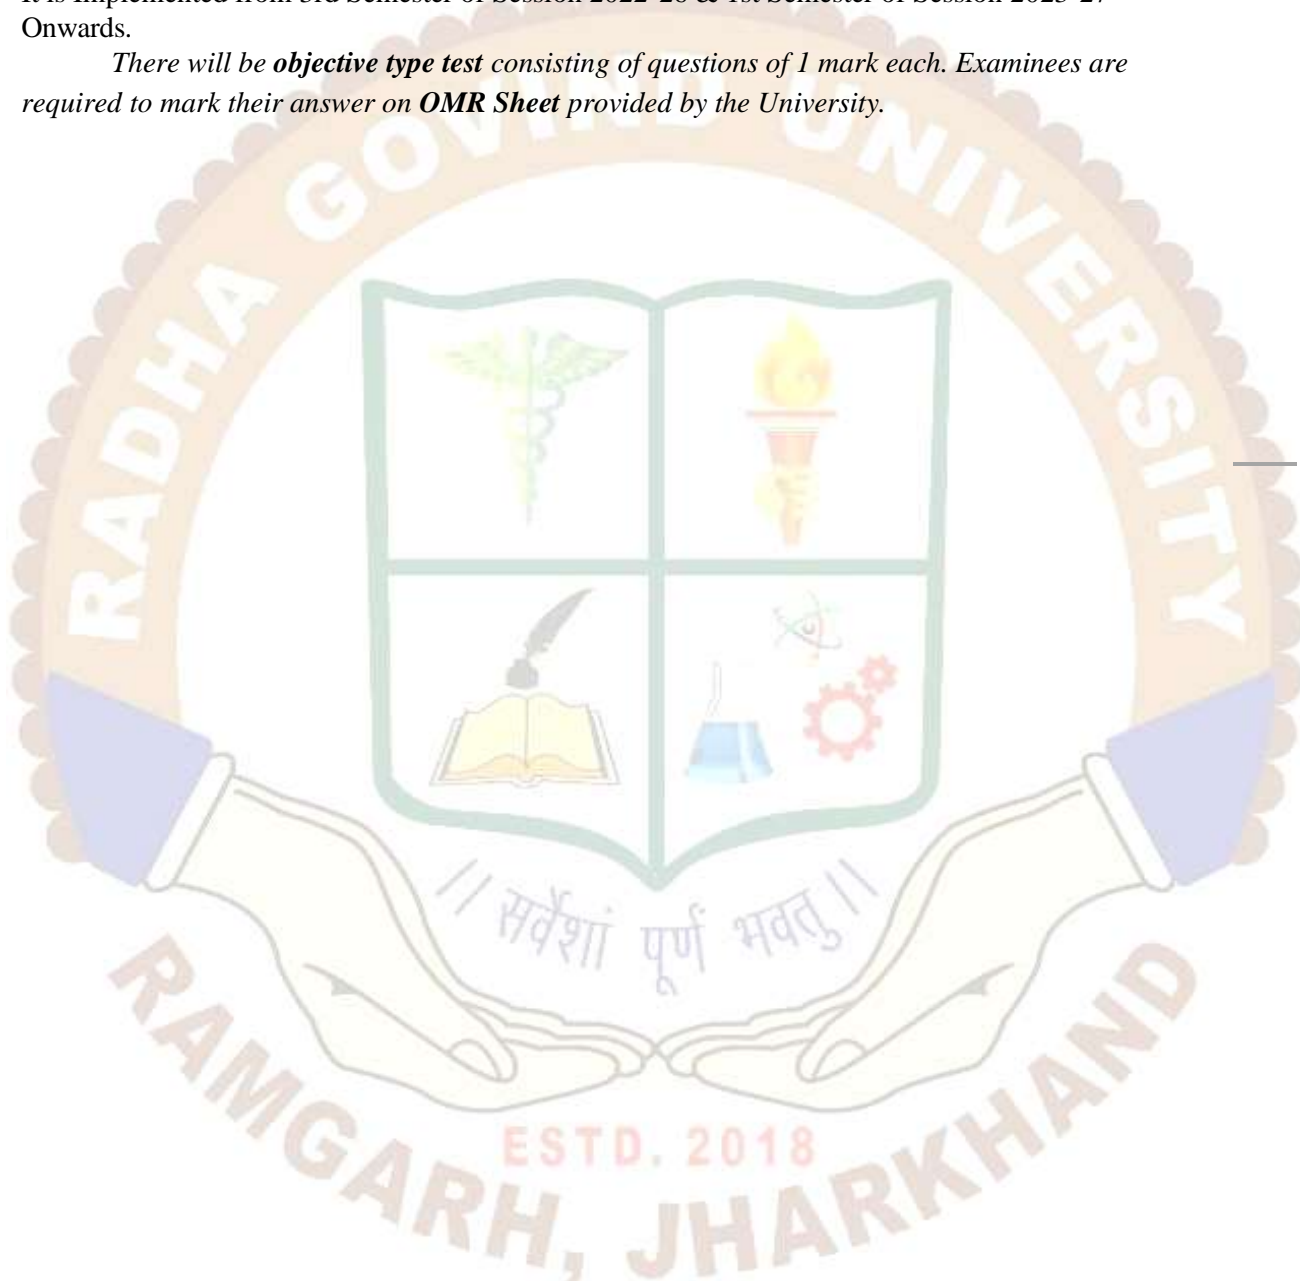 It is Implemented from 3rd Semester of Session 2022-26 & 1st Semester of Session 2023-27
Onwards.
There will be objective type test consisting of questions of 1 mark each. Examinees are
required to mark their answer on OMR Sheet provided by the University.
RADHA GOVIND UNIVERSITY
|| सर्वेशां पूर्ण भवतु ||
ESTD. 2018
RAMGARH, JHARKHAND